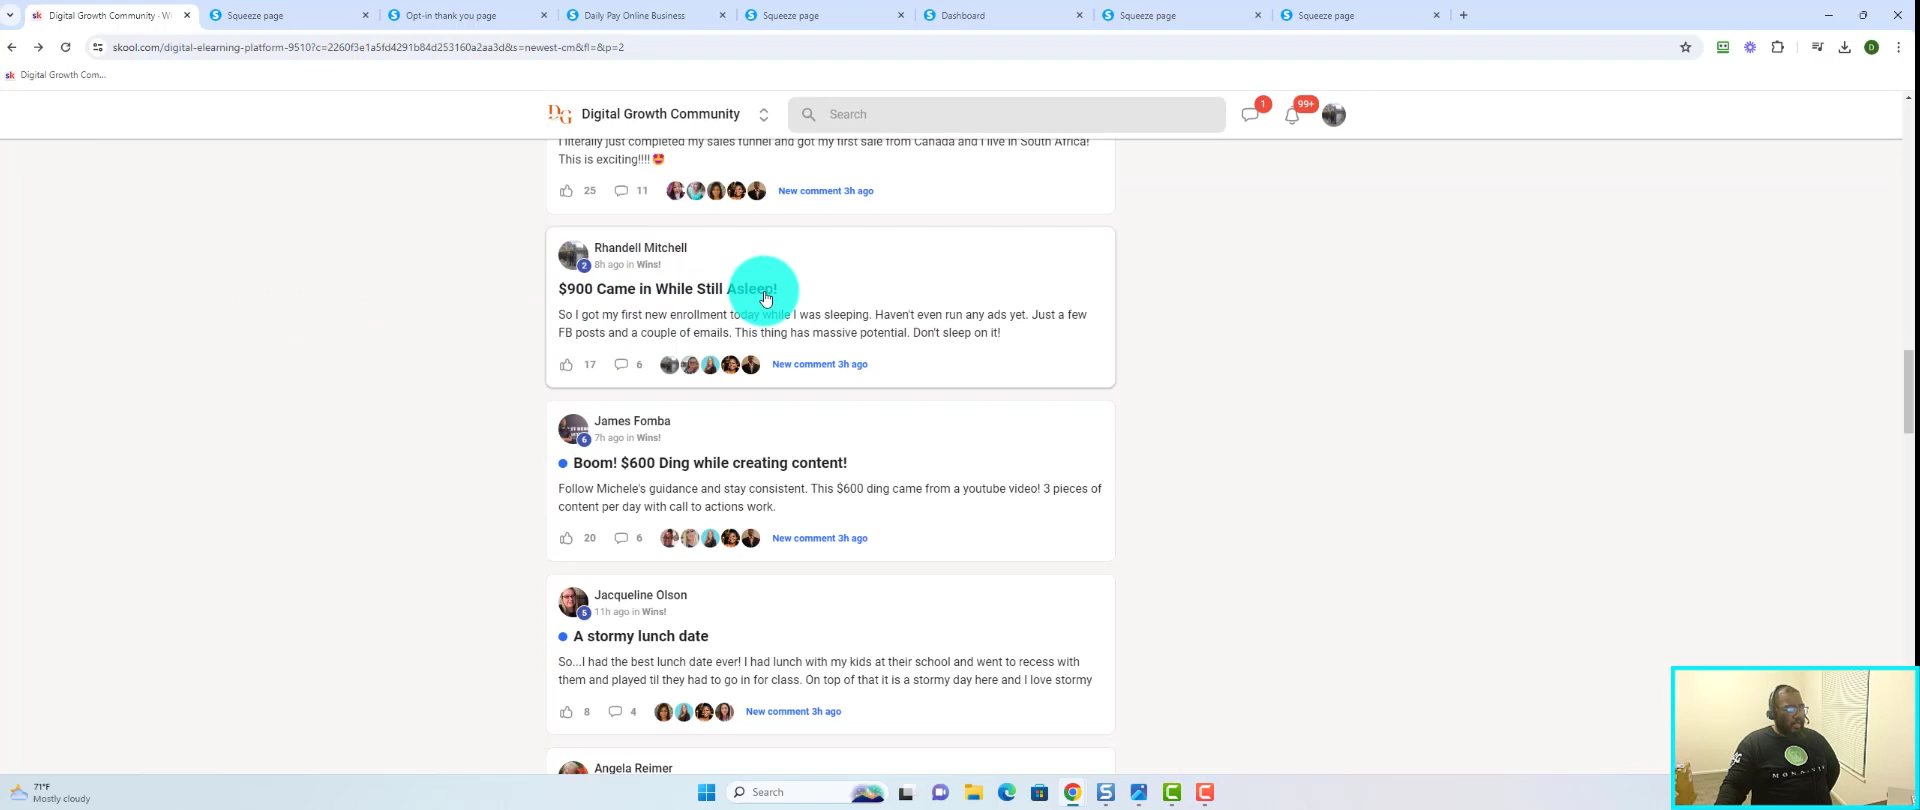 Digital Growth Community - Wi
Squeeze page
Opt-in thank you page
Daily Pay Online Business
Squeeze page
Dashboard
Squeeze page
Squeeze page
skool.com/digital-elearning-platform-9510?c=2260f3e1a5fd4291b84d253160a2aa3d&s=newest-cm&fl=&p=2
D
sk Digital Growth Com...
DG Digital Growth Community
Search
1
99+
I literally just completed my sales funnel and got my first sale from Canada and I live in South Africa!
This is exciting!!!!🤩
25 11 New comment 3h ago
Rhandell Mitchell
2 8h ago in Wins!
$900 Came in While Still Asleep!
So I got my first new enrollment today while I was sleeping. Haven't even run any ads yet. Just a few
FB posts and a couple of emails. This thing has massive potential. Don't sleep on it!
17 6 New comment 3h ago
James Fomba
6 7h ago in Wins!
Boom! $600 Ding while creating content!
Follow Michele's guidance and stay consistent. This $600 ding came from a youtube video! 3 pieces of
content per day with call to actions work.
20 6 New comment 3h ago
Jacqueline Olson
5 11h ago in Wins!
A stormy lunch date
So...I had the best lunch date ever! I had lunch with my kids at their school and went to recess with
them and played til they had to go in for class. On top of that it is a stormy day here and I love stormy
8 4 New comment 3h ago
Angela Reimer
71°F
Mostly cloudy
Search